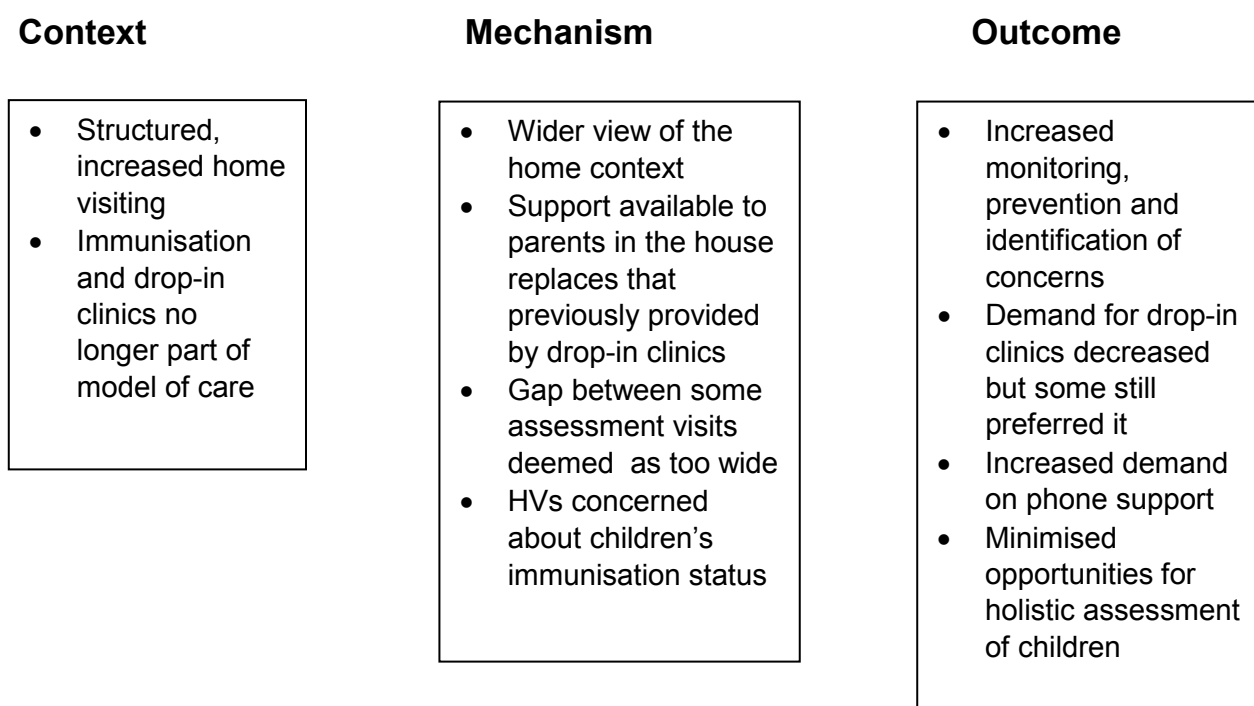 Context
Mechanism
Outcome
• Structured,
increased home
visiting
• Immunisation
and drop-in
clinics no
longer part of
model of care
• Wider view of the
home context
• Support available to
parents in the house
replaces that
previously provided
by drop-in clinics
• Gap between some
assessment visits
deemed as too wide
• HVs concerned
about children’s
immunisation status
• Increased
monitoring,
prevention and
identification of
concerns
• Demand for drop-in
clinics decreased
but some still
preferred it
• Increased demand
on phone support
• Minimised
opportunities for
holistic assessment
of children